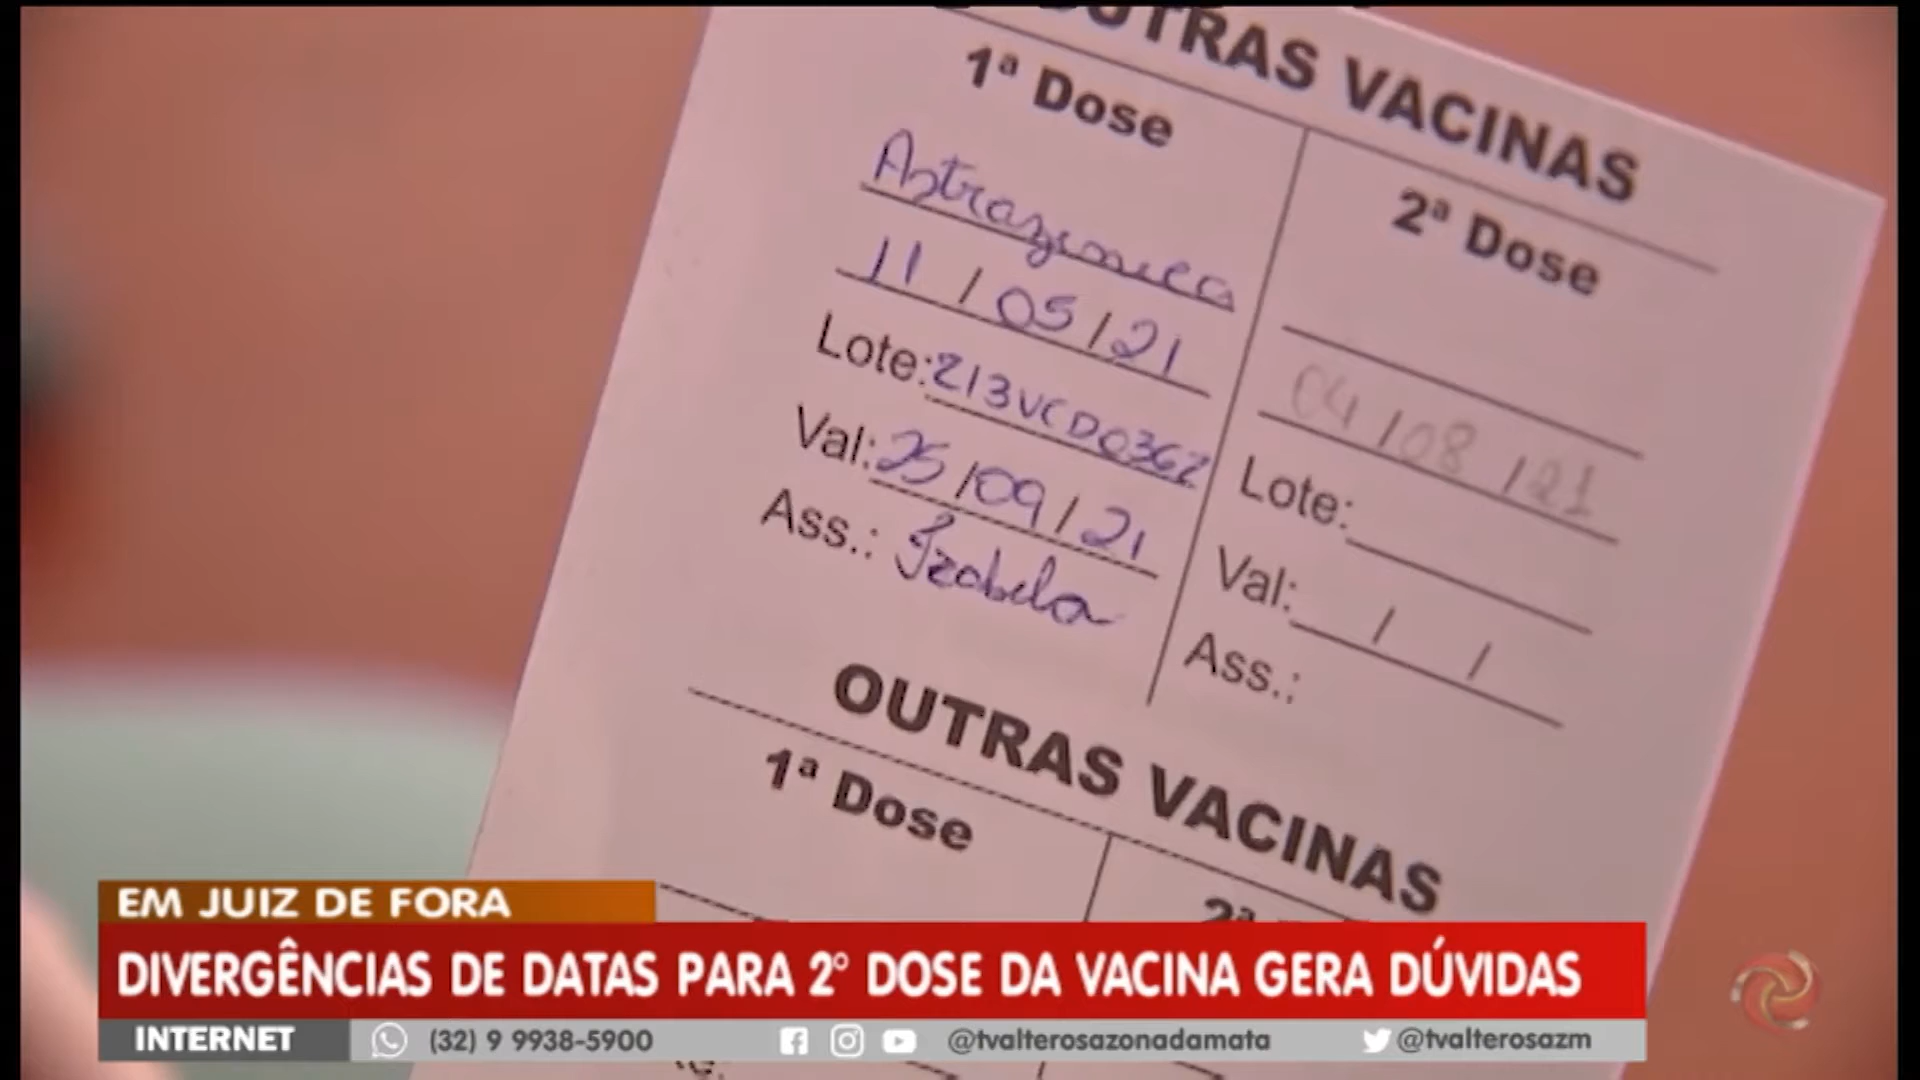 OUTRAS VACINAS
1ª Dose
Astrazenica
11/05/21
Lote: 213VCD036Z
Val: 25/09/21
Ass.: Izabela
2ª Dose
04/08/21
Lote:
Val: / /
Ass.:
OUTRAS VACINAS
1ª Dose
2ª
EM JUIZ DE FORA
DIVERGÊNCIAS DE DATAS PARA 2° DOSE DA VACINA GERA DÚVIDAS
INTERNET (32) 9 9938-5900 @tvalterosazonadamata @tvalterosazm